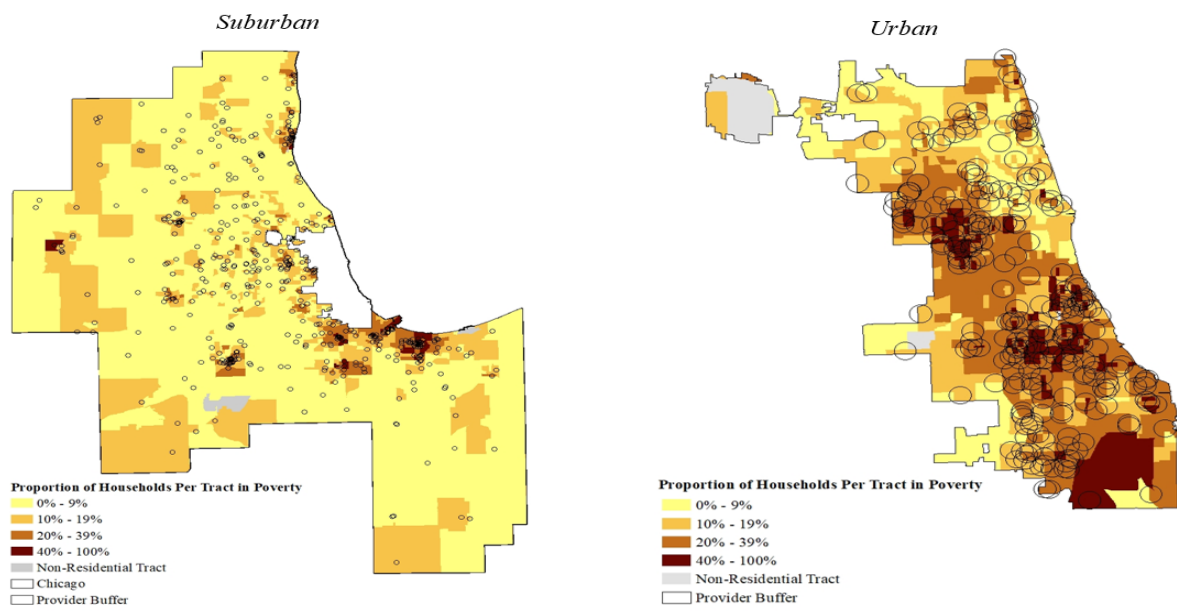 Suburban
Urban
Proportion of Households Per Tract in Poverty
0% - 9%
10% - 19%
20% - 39%
40% - 100%
Non-Residential Tract
Chicago
Provider Buffer
Proportion of Households Per Tract in Poverty
0% - 9%
10% - 19%
20% - 39%
40% - 100%
Non-Residential Tract
Provider Buffer